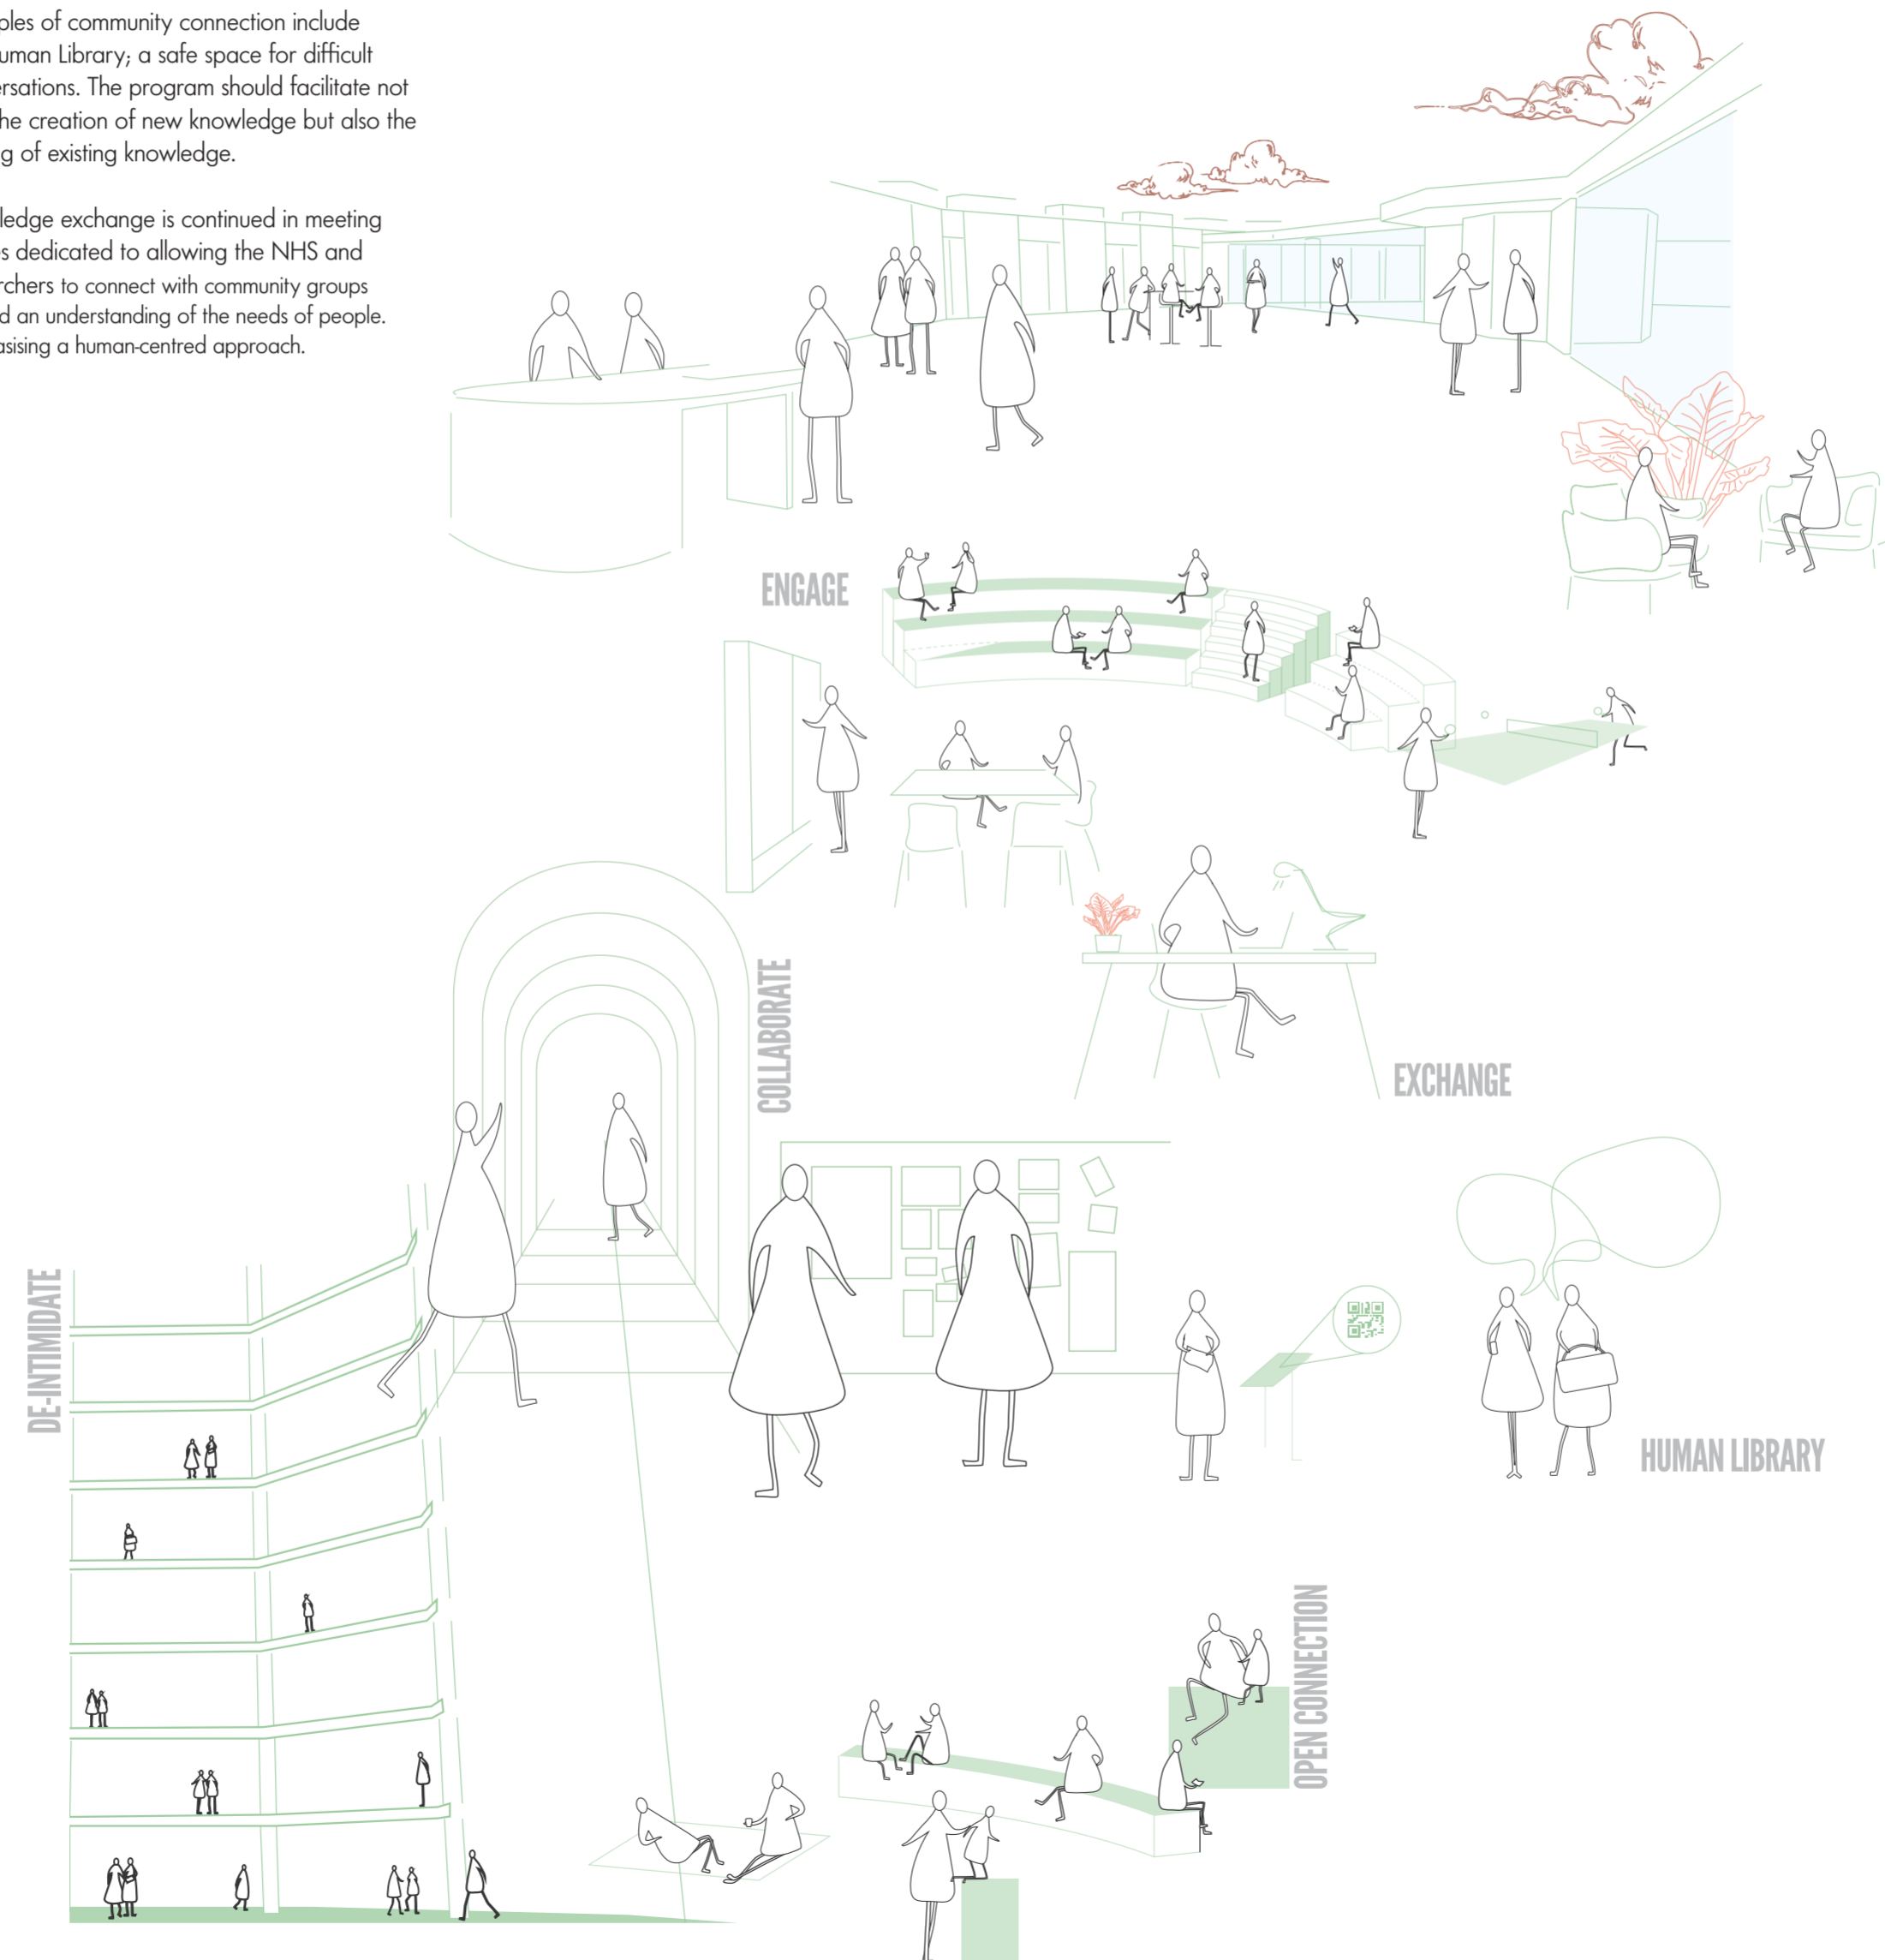 ples of community connection include
uman Library; a safe space for difficult
ersations. The program should facilitate not
he creation of new knowledge but also the
g of existing knowledge.
ledge exchange is continued in meeting
es dedicated to allowing the NHS and
rchers to connect with community groups
d an understanding of the needs of people.
asising a human-centred approach.
ENGAGE
COLLABORATE
EXCHANGE
DE-INTIMIDATE
HUMAN LIBRARY
OPEN CONNECTION